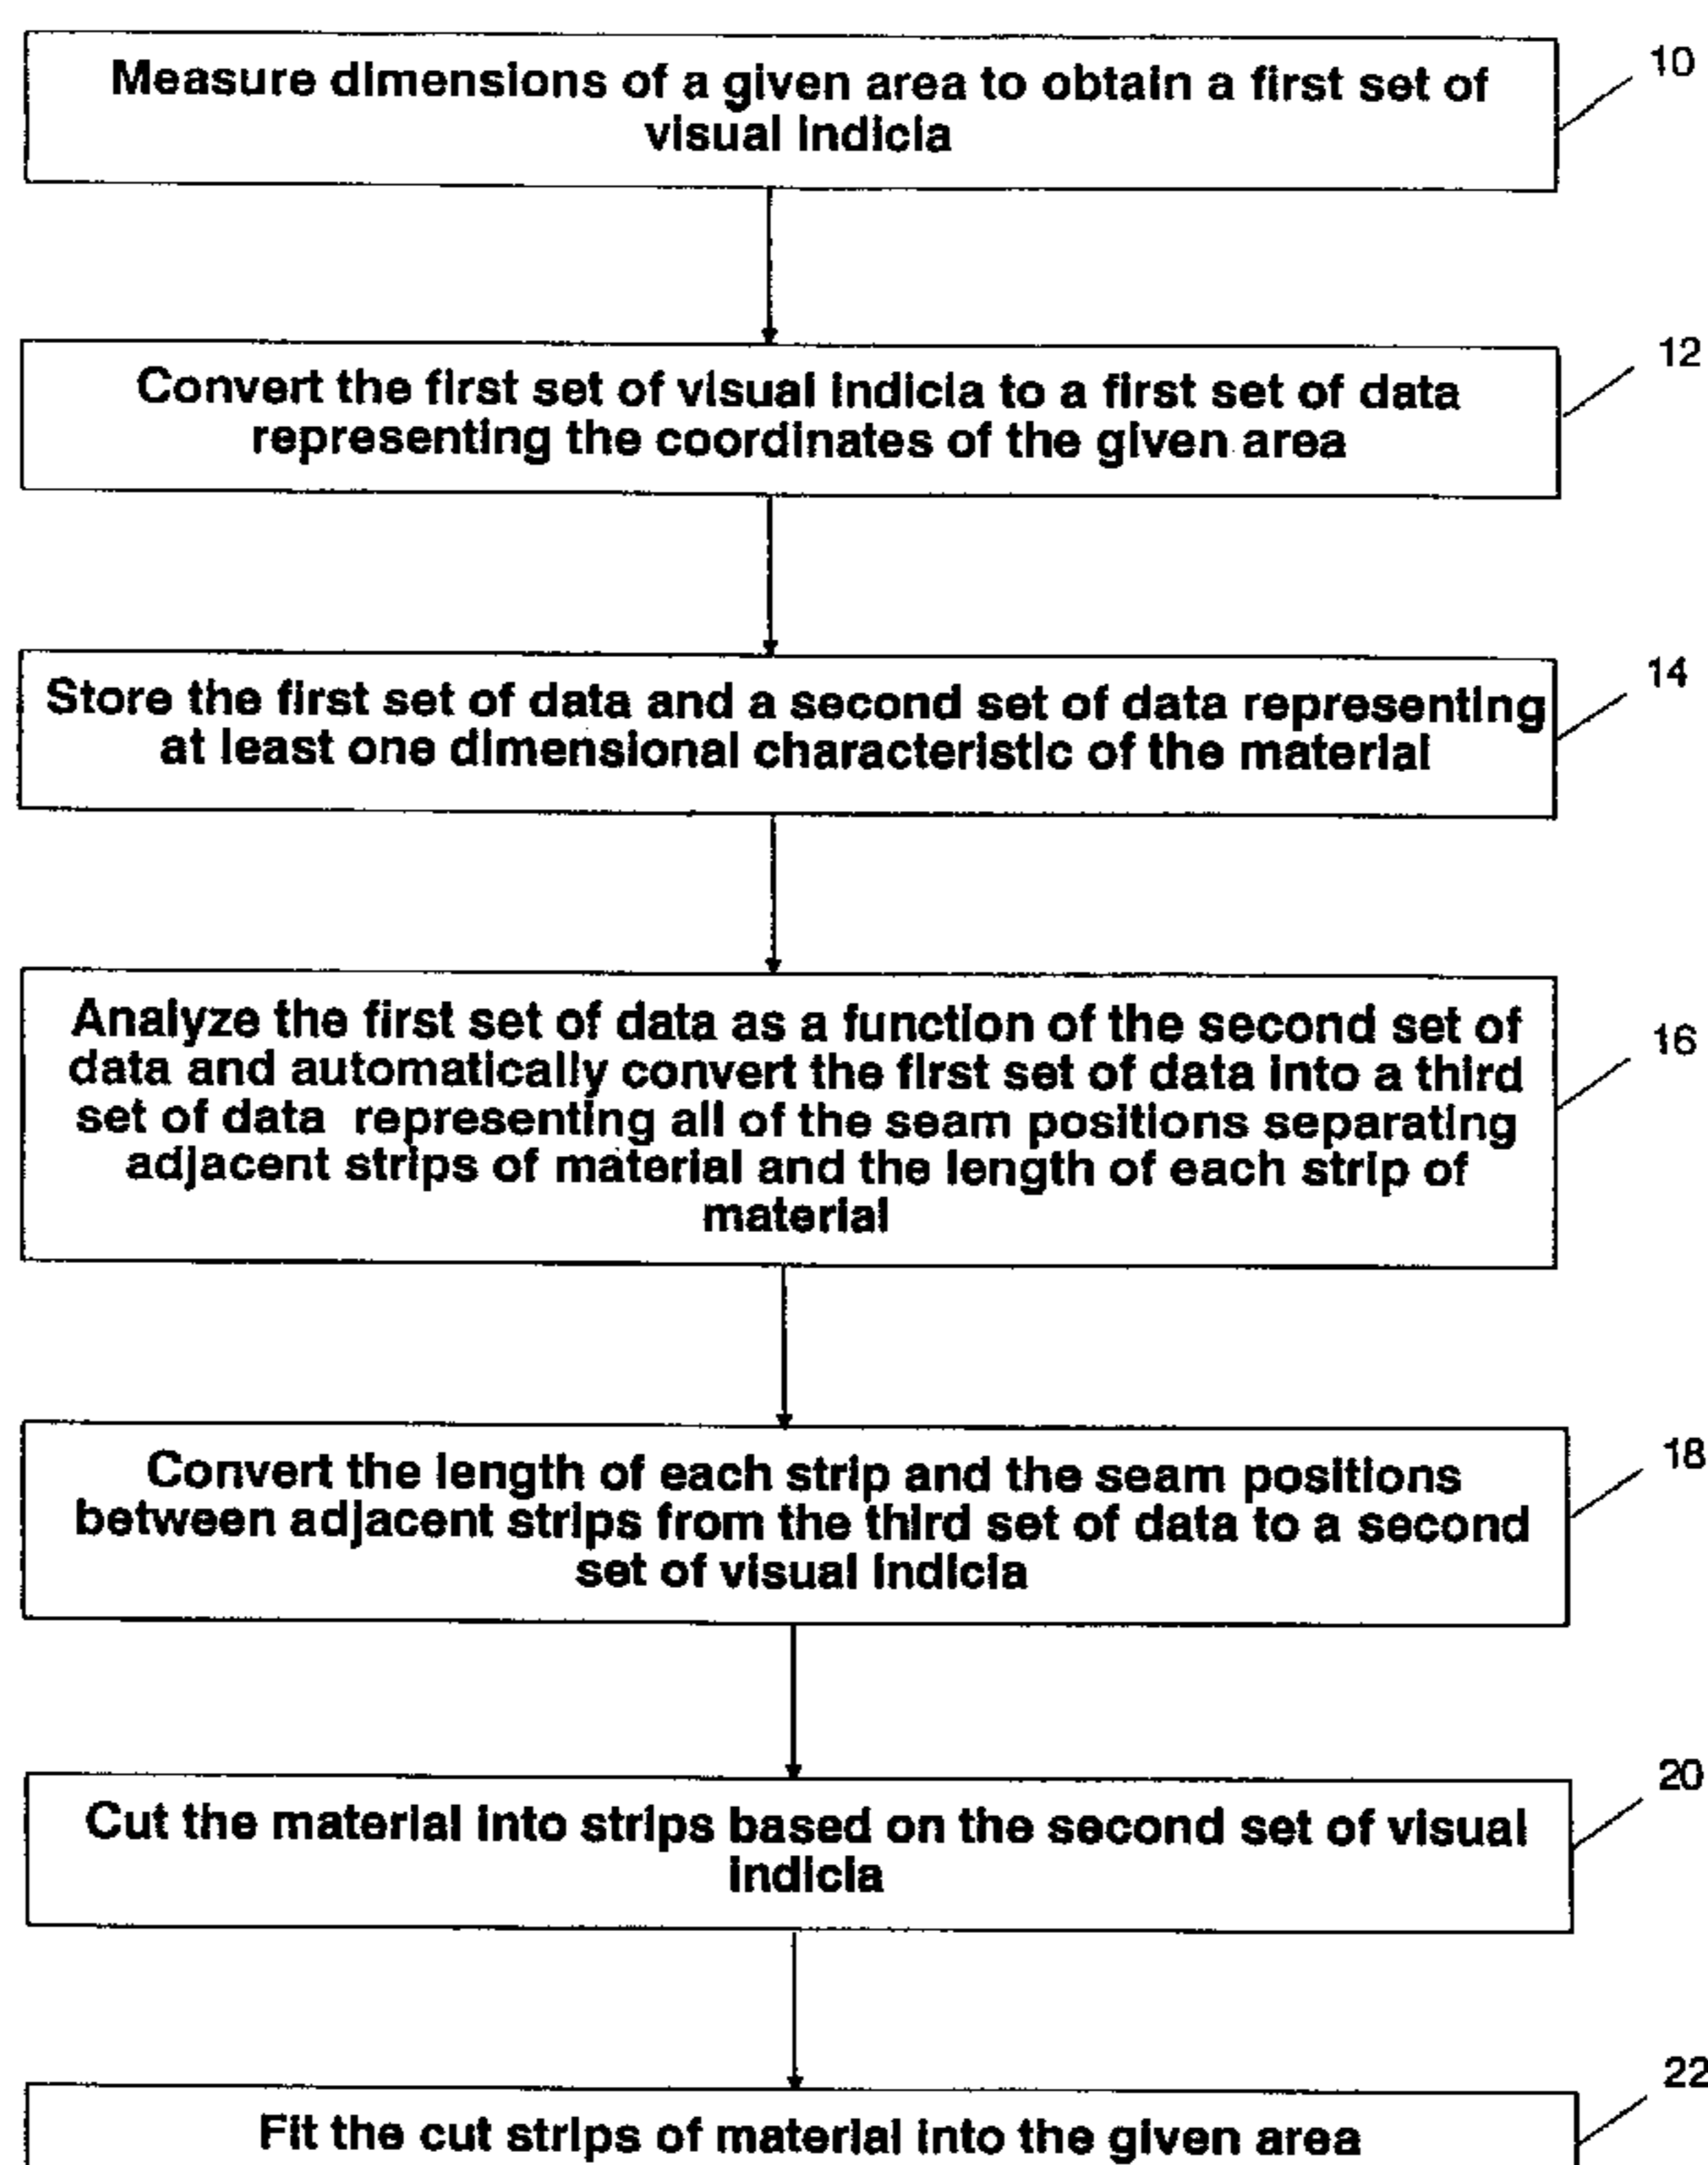 Measure dimensions of a given area to obtain a first set of
visual indicia
10
Convert the first set of visual indicia to a first set of data
representing the coordinates of the given area
12
Store the first set of data and a second set of data representing
at least one dimensional characteristic of the material
14
Analyze the first set of data as a function of the second set of
data and automatically convert the first set of data into a third
set of data representing all of the seam positions separating
adjacent strips of material and the length of each strip of
material
16
Convert the length of each strip and the seam positions
between adjacent strips from the third set of data to a second
set of visual indicia
18
Cut the material into strips based on the second set of visual
indicia
20
Fit the cut strips of material into the given area
22